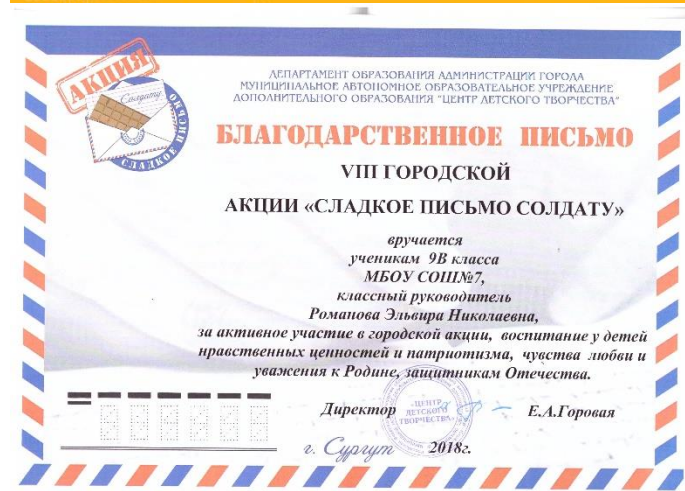 АКЦИЯ
Солдату
СЛАДКОЕ ПИСЬМО
ДЕПАРТАМЕНТ ОБРАЗОВАНИЯ АДМИНИСТРАЦИИ ГОРОДА
МУНИЦИПАЛЬНОЕ АВТОНОМНОЕ ОБРАЗОВАТЕЛЬНОЕ УЧРЕЖДЕНИЕ
ДОПОЛНИТЕЛЬНОГО ОБРАЗОВАНИЯ "ЦЕНТР ДЕТСКОГО ТВОРЧЕСТВА"
БЛАГОДАРСТВЕННОЕ ПИСЬМО
VIII ГОРОДСКОЙ
АКЦИИ «СЛАДКОЕ ПИСЬМО СОЛДАТУ»
вручается
ученикам 9В класса
МБОУ СОШ№7,
классный руководитель
Романова Эльвира Николаевна,
за активное участие в городской акции, воспитание у детей
нравственных ценностей и патриотизма, чувства любви и
уважения к Родине, защитникам Отечества.
Директор Е.А.Горовая
ЦЕНТР
ДЕТСКОГО
ТВОРЧЕСТВА
г. Сургут 2018г.